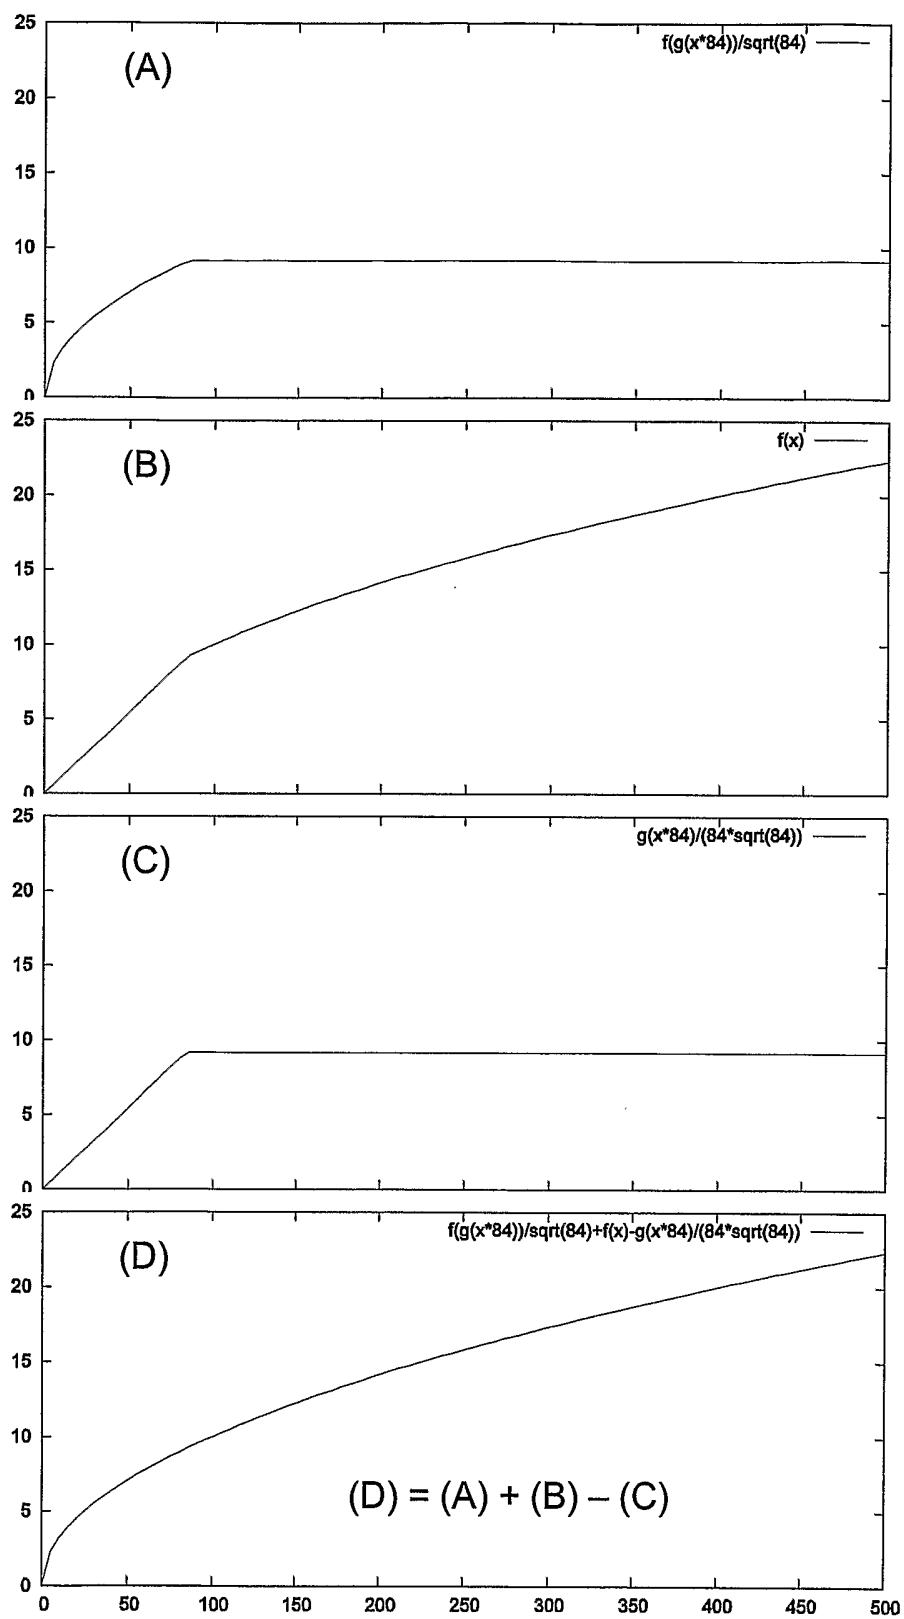 25
f(g(x*84))/sqrt(84)
(A)
20
15
10
5
0
25
f(x)
(B)
20
15
10
5
0
25
g(x*84)/(84*sqrt(84))
(C)
20
15
10
5
0
25
f(g(x*84))/sqrt(84)+f(x)-g(x*84)/(84*sqrt(84))
(D)
20
15
10
5
(D) = (A) + (B) – (C)
0
0 50 100 150 200 250 300 350 400 450 500